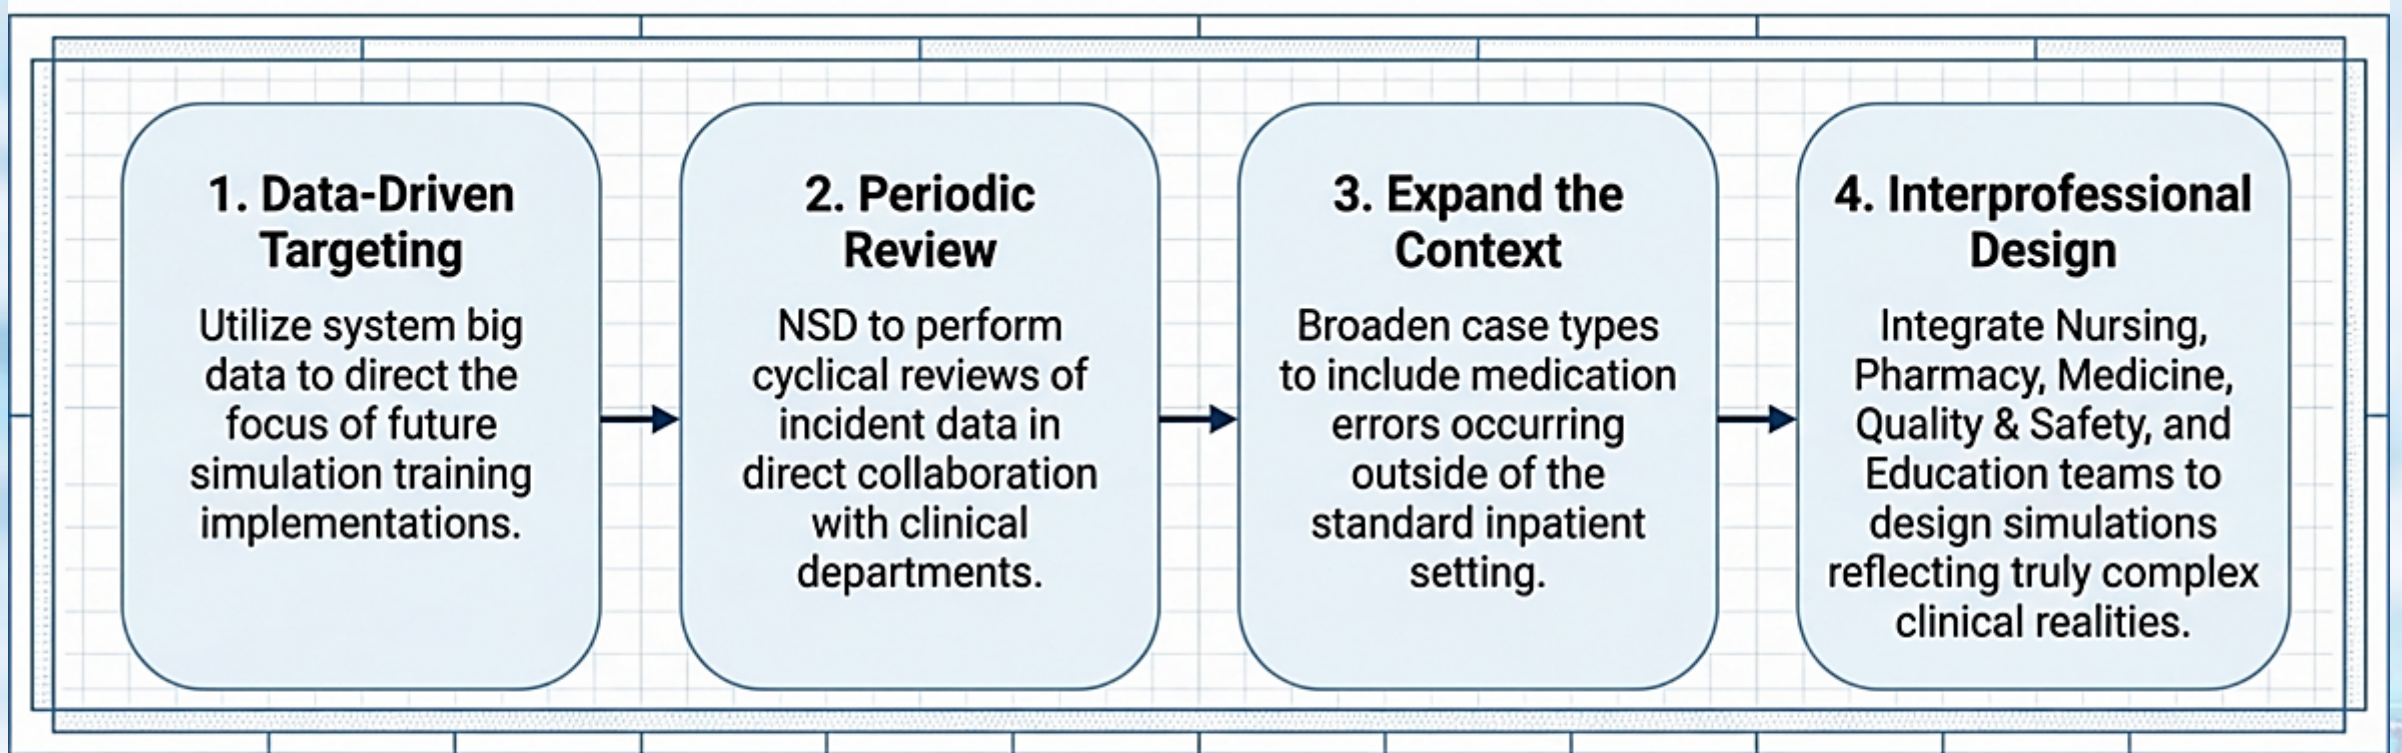 1. Data-Driven
Targeting
Utilize system big
data to direct the
focus of future
simulation training
implementations.
2. Periodic
Review
NSD to perform
cyclical reviews of
incident data in
direct collaboration
with clinical
departments.
3. Expand the
Context
Broaden case types
to include medication
errors occurring
outside of the
standard inpatient
setting.
4. Interprofessional
Design
Integrate Nursing,
Pharmacy, Medicine,
Quality & Safety, and
Education teams to
design simulations
reflecting truly complex
clinical realities.